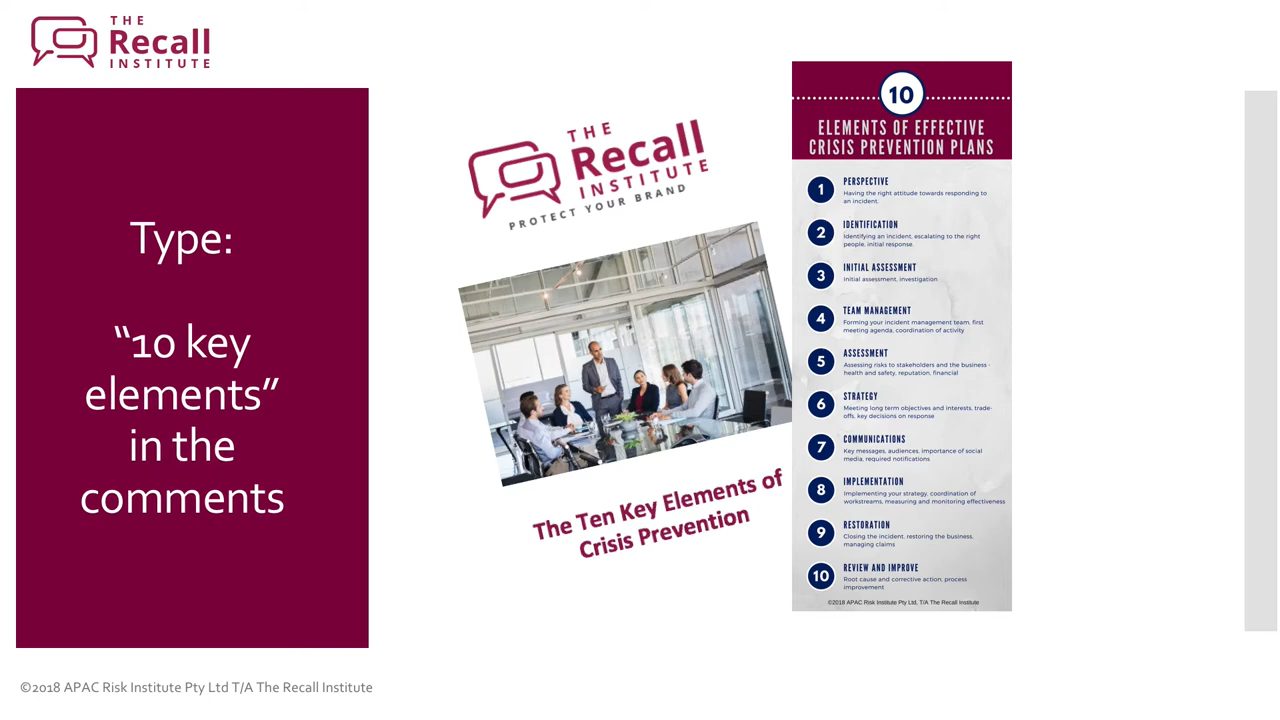 THE
Recall
INSTITUTE
Type:
“10 key
elements”
in the
comments
THE
Recall
INSTITUTE
PROTECT YOUR BRAND
The Ten Key Elements of
Crisis Prevention
10
ELEMENTS OF EFFECTIVE
CRISIS PREVENTION PLANS
1
PERSPECTIVE
Having the right attitude towards responding to
an incident.
2
IDENTIFICATION
Identifying an incident, escalating to the right
people, initial response.
3
INITIAL ASSESSMENT
Initial assessment, investigation
4
TEAM MANAGEMENT
Forming your incident management team, first
meeting agenda, coordination of activity
5
ASSESSMENT
Assessing risks to stakeholders and the business -
health and safety, reputation, financial
6
STRATEGY
Meeting long term objectives and interests, trade-
offs, key decisions on response
7
COMMUNICATIONS
Key messages, audiences, importance of social
media, required notifications
8
IMPLEMENTATION
Implementing your strategy, coordination of
workstreams, measuring and monitoring effectiveness
9
RESTORATION
Closing the incident, restoring the business,
managing claims
10
REVIEW AND IMPROVE
Root cause and corrective action, process
improvement
©2018 APAC Risk Institute Pty Ltd, T/A The Recall Institute
©2018 APAC Risk Institute Pty Ltd T/A The Recall Institute